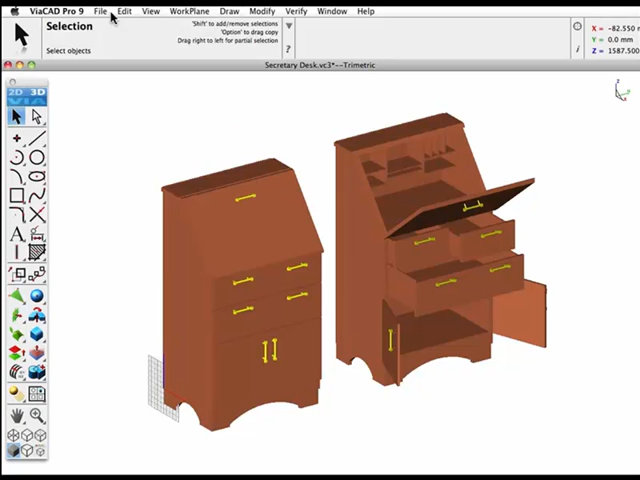 ViaCAD Pro 9 File Edit View WorkPlane Draw Modify Verify Window Help
Selection
'Shift' to add/remove selections
'Option' to drag copy
Drag right to left for partial selection
Select objects
?
X = -82.550
Y = 0.0 mm
Z = 1587.500
Secretary Desk.vc3*--Trimetric
2D 3D
VIA
A